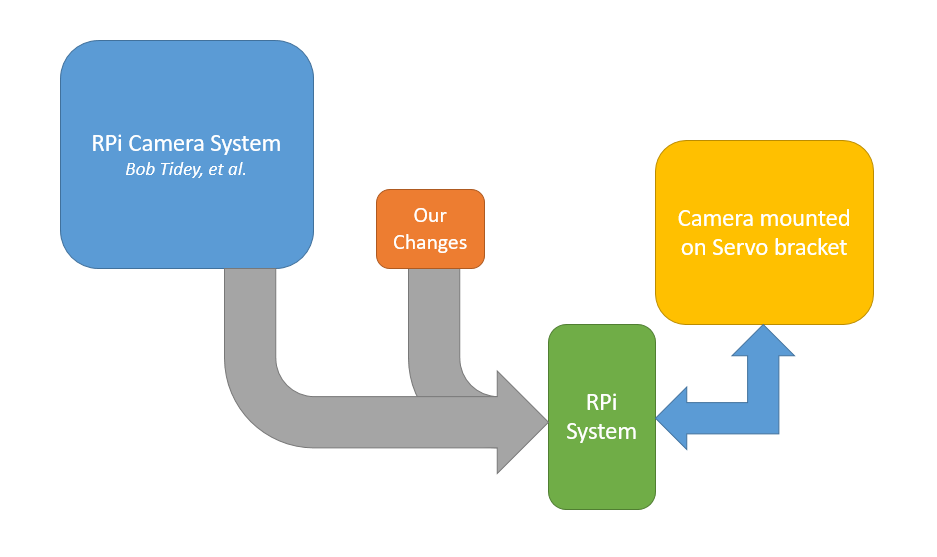 RPi Camera System
Bob Tidey, et al.
Our
Changes
Camera mounted
on Servo bracket
RPi
System